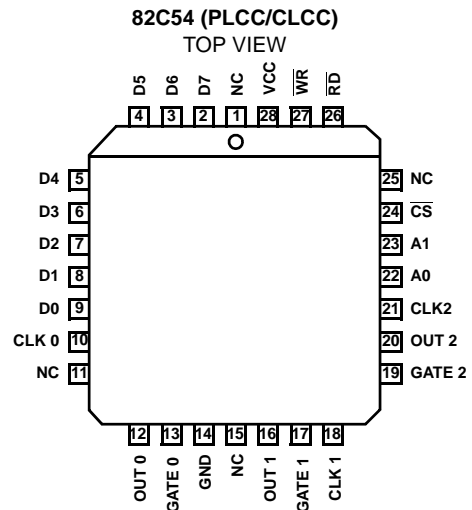 82C54 (PLCC/CLCC)
TOP VIEW
D5 D6 D7 NC VCC WR RD
4 3 2 1 28 27 26
D4 5 25 NC
D3 6 24 CS
D2 7 23 A1
D1 8 22 A0
D0 9 21 CLK2
CLK 0 10 20 OUT 2
NC 11 19 GATE 2
12 13 14 15 16 17 18
OUT 0 GATE 0 GND NC OUT 1 GATE 1 CLK 1